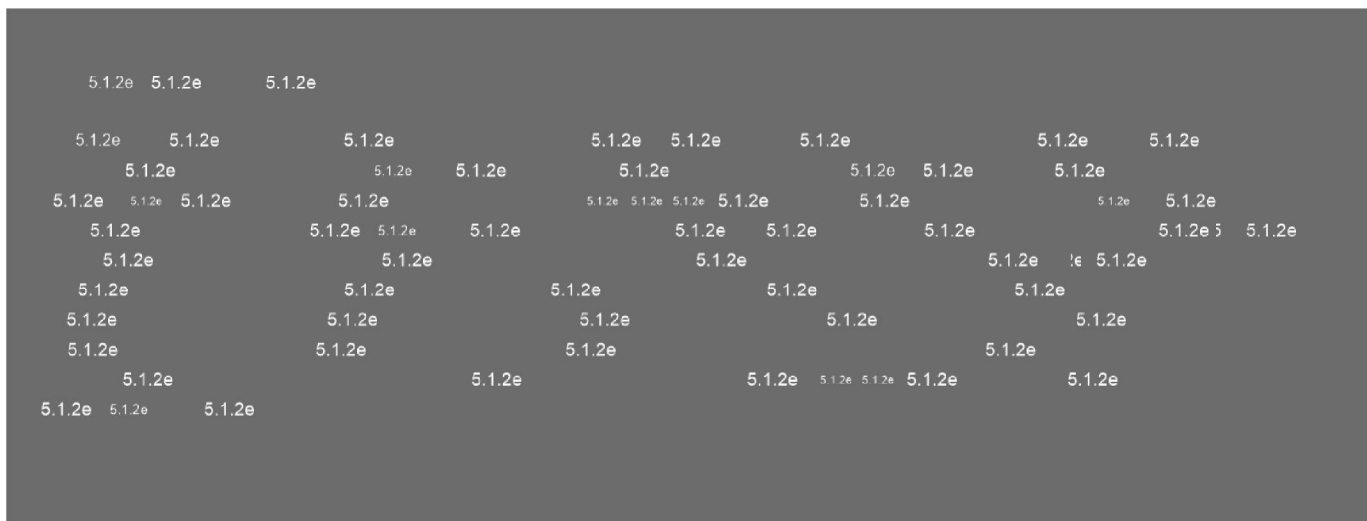 5.1.2e 5.1.2e 5.1.2e
5.1.2e 5.1.2e 5.1.2e 5.1.2e 5.1.2e 5.1.2e 5.1.2e 5.1.2e
5.1.2e 5.1.2e 5.1.2e 5.1.2e 5.1.2e 5.1.2e 5.1.2e
5.1.2e 5.1.2e 5.1.2e 5.1.2e 5.1.2e 5.1.2e 5.1.2e 5.1.2e 5.1.2e 5.1.2e 5.1.2e
5.1.2e 5.1.2e 5.1.2e 5.1.2e 5.1.2e 5.1.2e 5.1.2e 5.1.2e 5 5.1.2e
5.1.2e 5.1.2e 5.1.2e 5.1.2e 5.1.2e
5.1.2e 5.1.2e 5.1.2e 5.1.2e 5.1.2e
5.1.2e 5.1.2e 5.1.2e 5.1.2e 5.1.2e
5.1.2e 5.1.2e 5.1.2e 5.1.2e
5.1.2e 5.1.2e 5.1.2e 5.1.2e 5.1.2e 5.1.2e 5.1.2e
5.1.2e 5.1.2e 5.1.2e